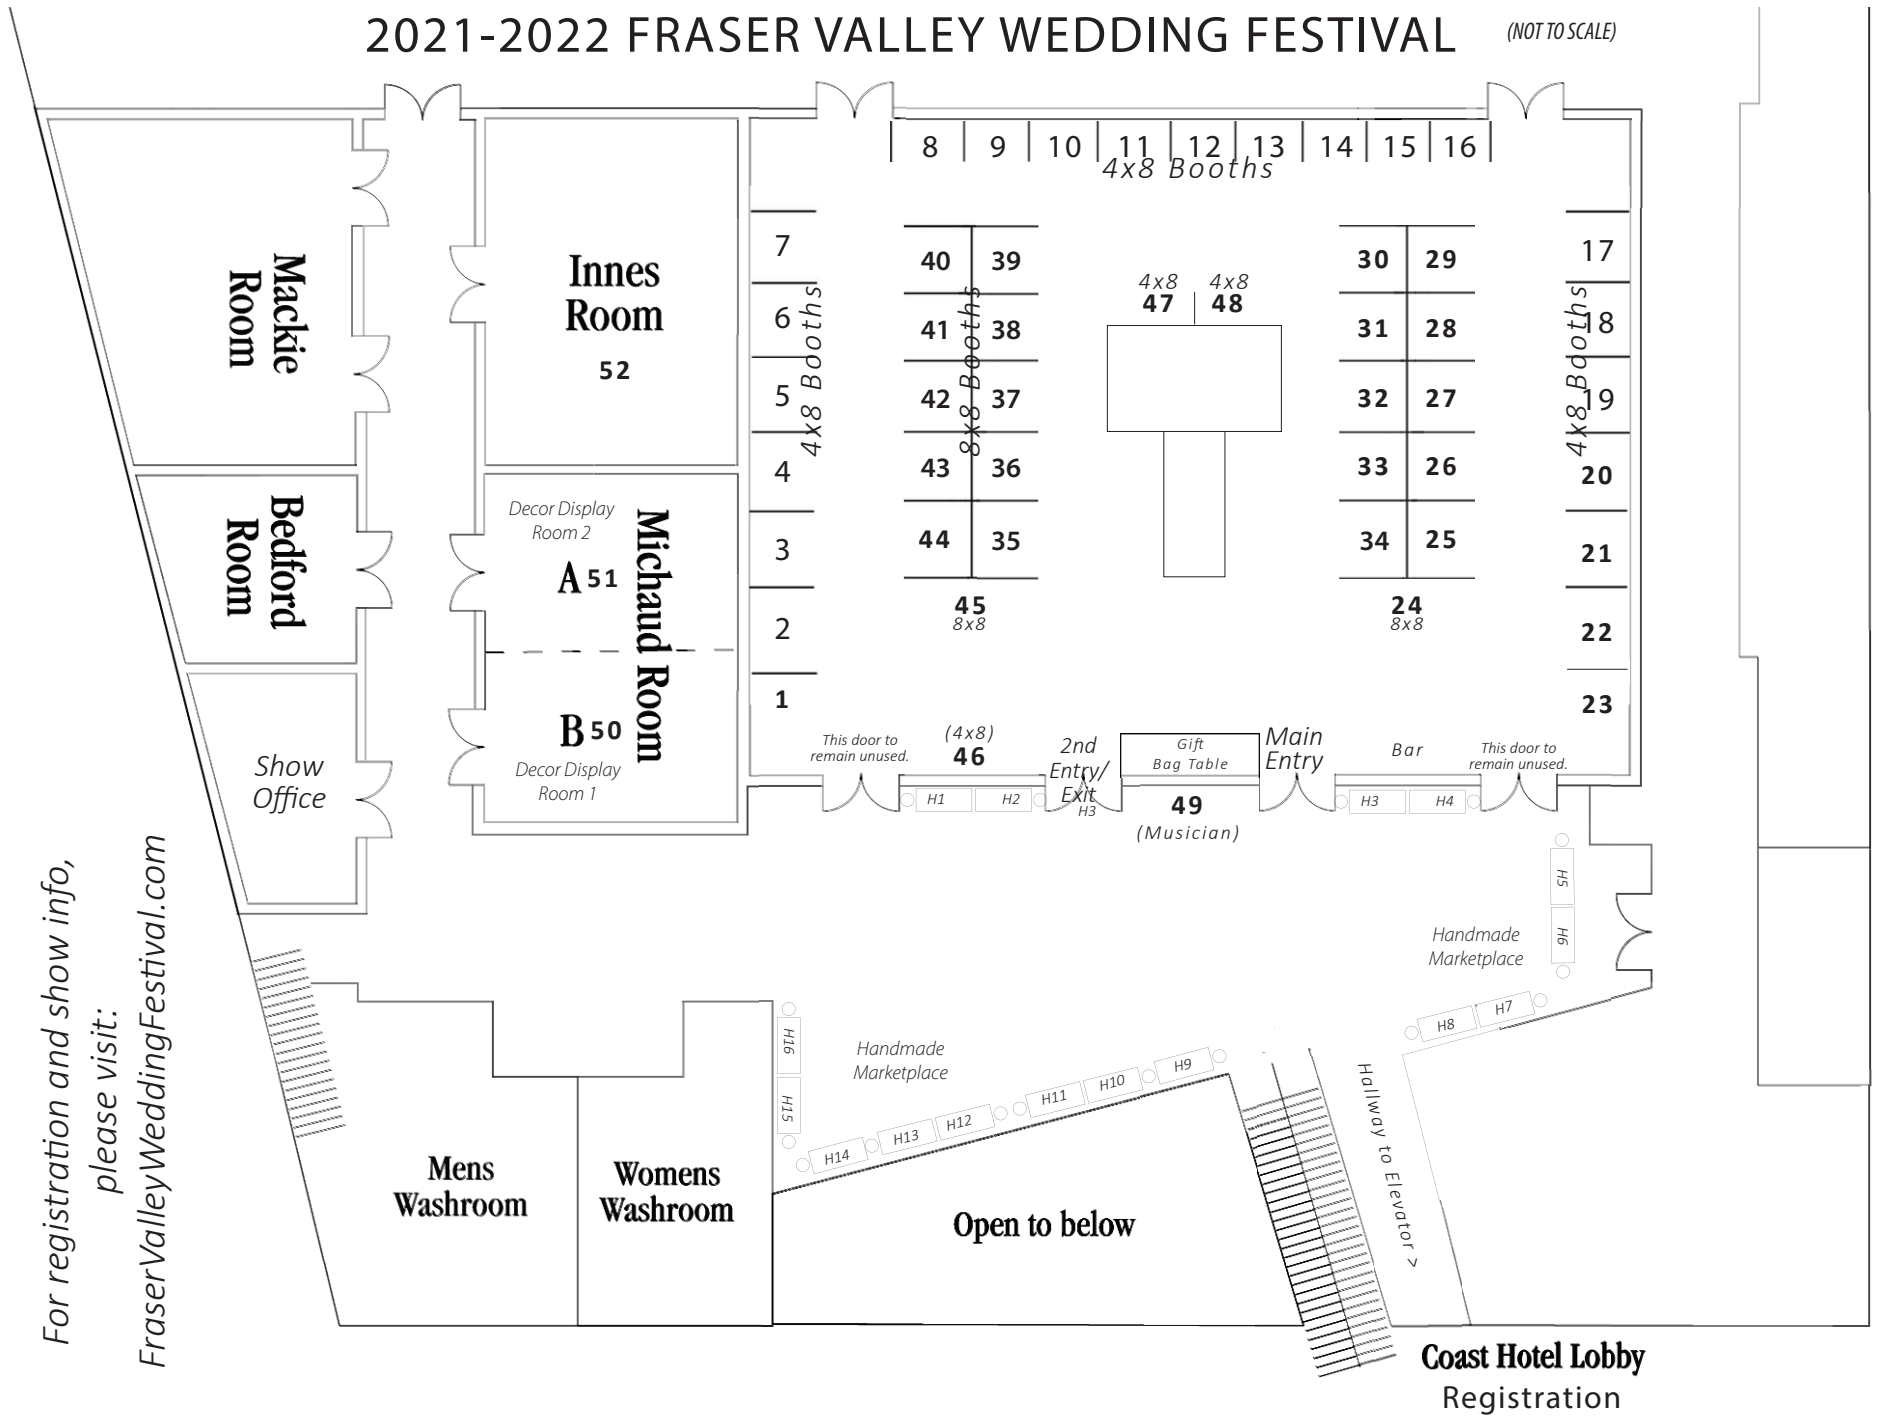 2021-2022 FRASER VALLEY WEDDING FESTIVAL
(NOT TO SCALE)
8 9 10 11 12 13 14 15 16
4x8 Booths
Mackie
Room
Innes
Room
52
Bedford
Room
Decor Display
Room 2
A 51
Michaud Room
B 50
Decor Display
Room 1
Show
Office
7
6
5
4
3
2
1
4x8 Booths
40 39
41 38
42 37
43 36
44 35
8x8 Booths
45
8x8
4x8 4x8
47 48
30 29
31 28
32 27
33 26
34 25
24
8x8
17
18
19
20
21
22
23
4x8 Booths
This door to
remain unused.
(4x8)
46
2nd
Entry/
Exit
H3
Gift
Bag Table
Main
Entry
Bar
This door to
remain unused.
H1 H2
49
(Musician)
H3 H4
H5
H6
Handmade
Marketplace
H7
H8
H16
H15
Handmade
Marketplace
H9
H10
H11
H12
H13
H14
Hallway to Elevator >
Mens
Washroom
Womens
Washroom
Open to below
Coast Hotel Lobby
Registration
For registration and show info,
please visit:
FraserValleyWeddingFestival.com